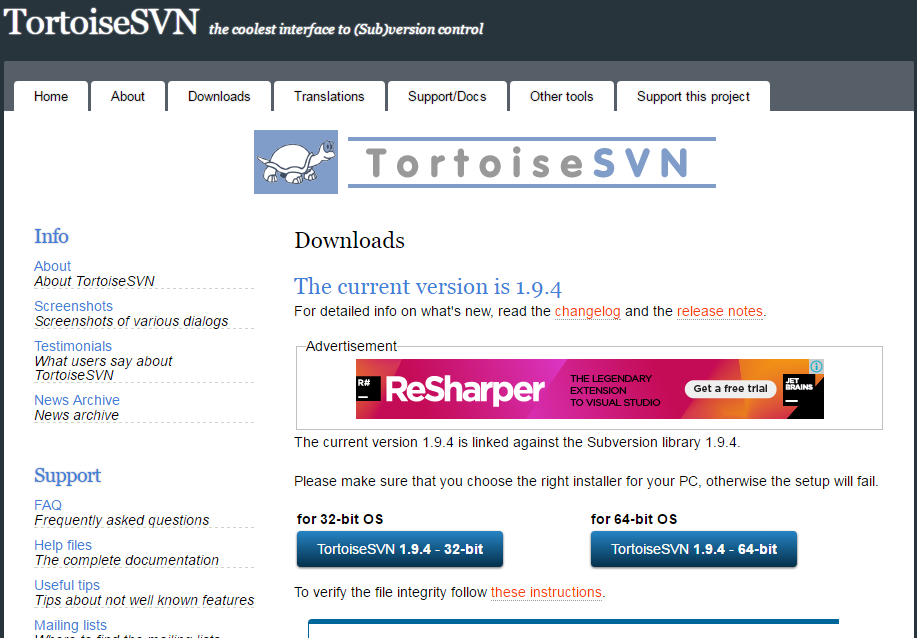 TortoiseSVN the coolest interface to (Sub)version control
Home About Downloads Translations Support/Docs Other tools Support this project
TortoiseSVN
Info
About
About TortoiseSVN
Screenshots
Screenshots of various dialogs
Testimonials
What users say about
TortoiseSVN
News Archive
News archive
Support
FAQ
Frequently asked questions
Help files
The complete documentation
Useful tips
Tips about not well known features
Mailing lists
Where to find the mailing lists
Downloads
The current version is 1.9.4
For detailed info on what's new, read the changelog and the release notes.
Advertisement
R#
ReSharper
THE LEGENDARY
EXTENSION
TO VISUAL STUDIO
Get a free trial
JET
BRAINS
The current version 1.9.4 is linked against the Subversion library 1.9.4.
Please make sure that you choose the right installer for your PC, otherwise the setup will fail.
for 32-bit OS
TortoiseSVN 1.9.4 - 32-bit
for 64-bit OS
TortoiseSVN 1.9.4 - 64-bit
To verify the file integrity follow these instructions.